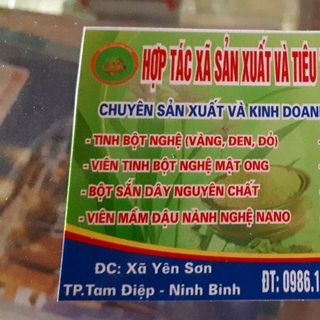 HỢP TÁC XÃ SẢN XUẤT VÀ TIÊU
CHUYÊN SẢN XUẤT VÀ KINH DOAN
- TINH BỘT NGHỆ (VÀNG, ĐEN, ĐỎ)
- VIÊN TINH BỘT NGHỆ MẬT ONG
- BỘT SẮN DÂY NGUYÊN CHẤT
- VIÊN MẦM ĐẬU NÀNH NGHỆ NANO
ĐC: Xã Yên Sơn
TP.Tam Điệp - Ninh Bình
ĐT: 0986.1